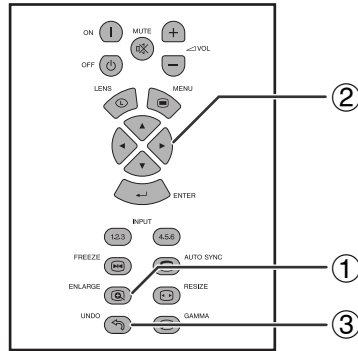 ON MUTE
VOL
OFF
LENS MENU
L
ENTER
INPUT
1.2.3 4.5.6
FREEZE AUTO SYNC
ENLARGE RESIZE
UNDO GAMMA
2
1
3